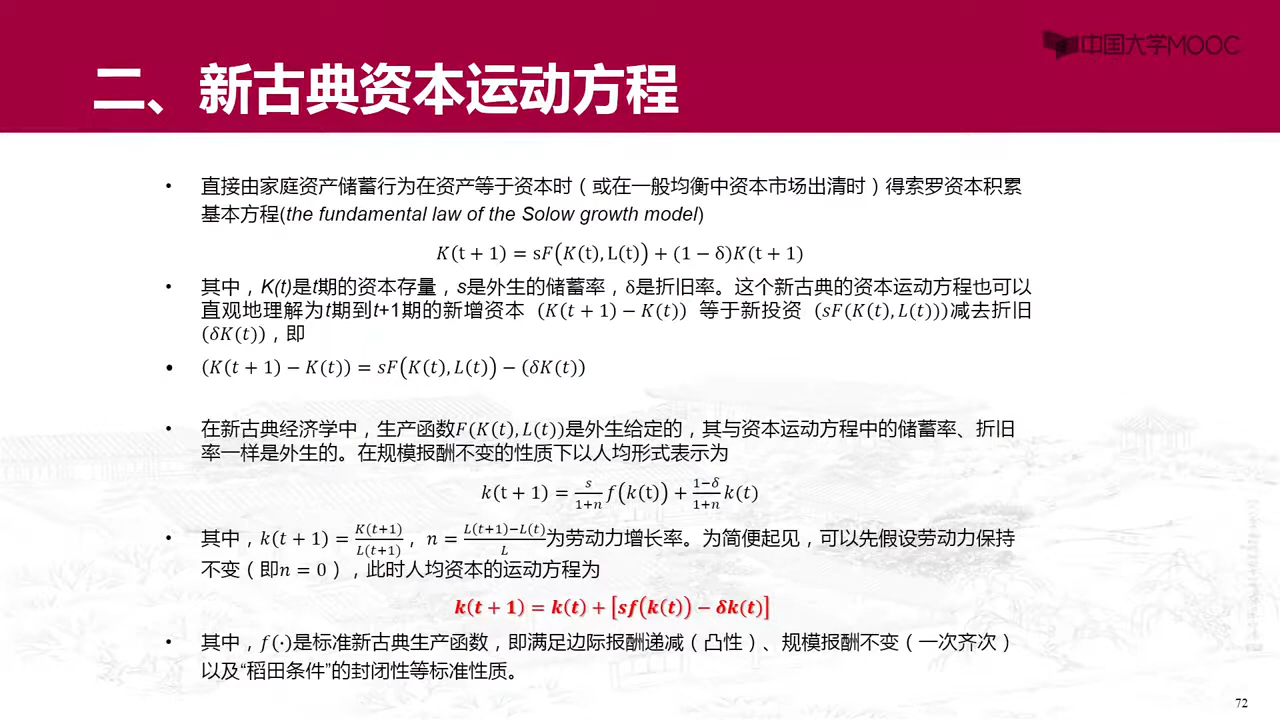 中国大学MOOC
二、新古典资本运动方程
• 直接由家庭资产储蓄行为在资产等于资本时（或在一般均衡中资本市场出清时）得索罗资本积累
基本方程(the fundamental law of the Solow growth model)
K(t + 1) = sF(K(t), L(t)) + (1 − δ)K(t + 1)
• 其中，K(t)是t期的资本存量，s是外生的储蓄率，δ是折旧率。这个新古典的资本运动方程也可以
直观地理解为t期到t+1期的新增资本 (K(t + 1) − K(t)) 等于新投资 (sF(K(t), L(t)))减去折旧
(δK(t))，即
• (K(t + 1) − K(t)) = sF(K(t), L(t)) − (δK(t))
• 在新古典经济学中，生产函数F(K(t), L(t))是外生给定的，其与资本运动方程中的储蓄率、折旧
率一样是外生的。在规模报酬不变的性质下以人均形式表示为
k(t + 1) = s/(1+n) f(k(t)) + (1−δ)/(1+n) k(t)
• 其中，k(t + 1) = K(t+1)/L(t+1)，n = (L(t+1)−L(t))/L 为劳动力增长率。为简便起见，可以先假设劳动力保持
不变（即n = 0），此时人均资本的运动方程为
k(t + 1) = k(t) + [sf(k(t)) − δk(t)]
• 其中，f(·)是标准新古典生产函数，即满足边际报酬递减（凸性）、规模报酬不变（一次齐次）
以及“稻田条件”的封闭性等标准性质。
72